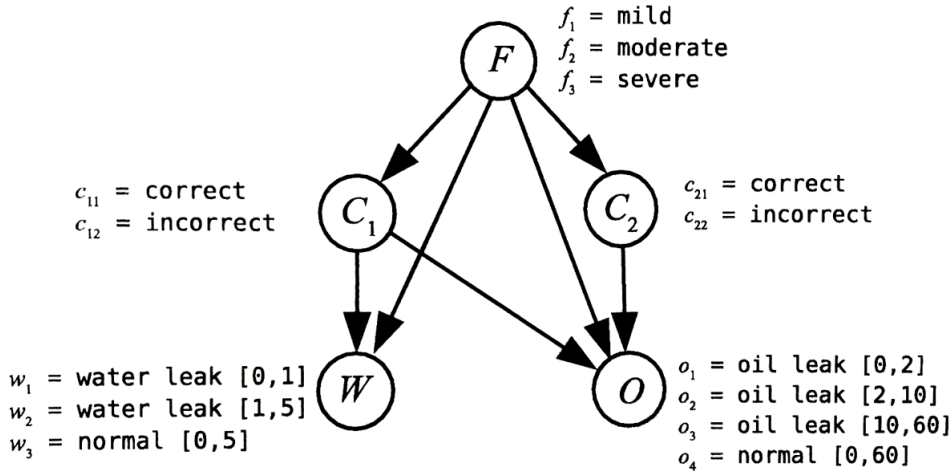 F
f₁ = mild
f₂ = moderate
f₃ = severe
c₁₁ = correct
c₁₂ = incorrect
C₁
C₂
c₂₁ = correct
c₂₂ = incorrect
w₁ = water leak [0,1]
w₂ = water leak [1,5]
w₃ = normal [0,5]
W
O
o₁ = oil leak [0,2]
o₂ = oil leak [2,10]
o₃ = oil leak [10,60]
o₄ = normal [0,60]